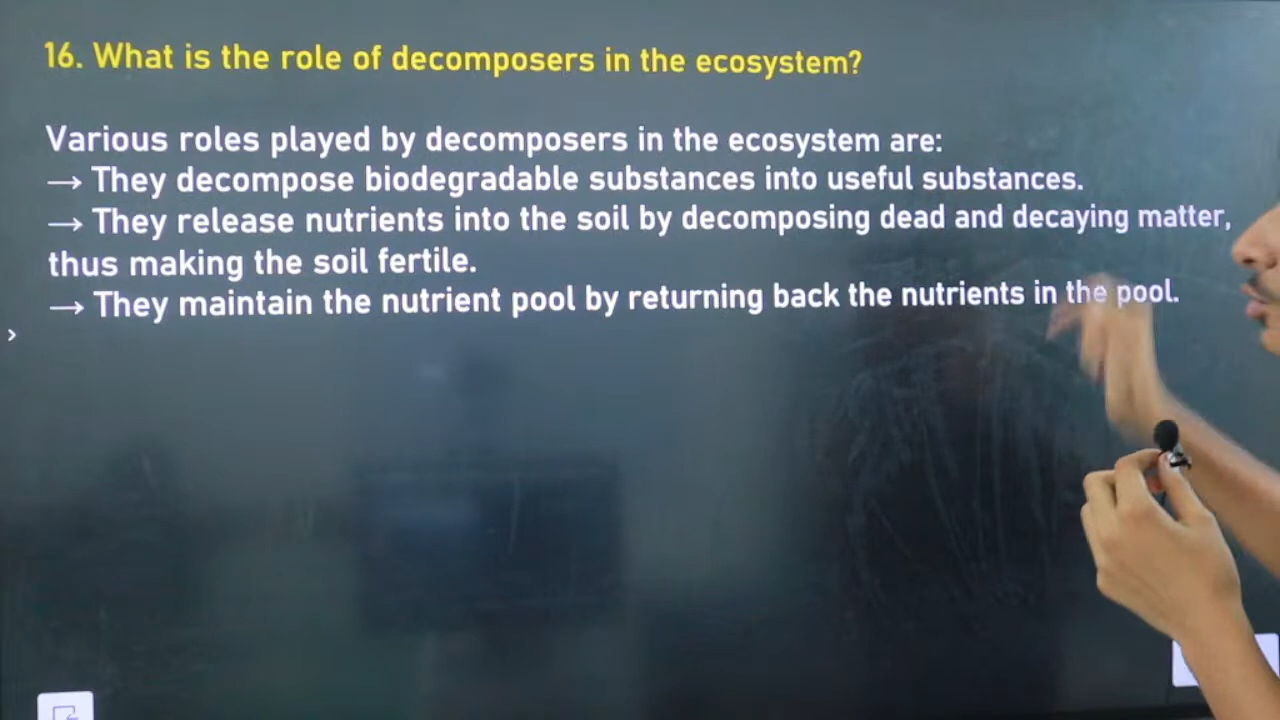 16. What is the role of decomposers in the ecosystem?
Various roles played by decomposers in the ecosystem are:
→ They decompose biodegradable substances into useful substances.
→ They release nutrients into the soil by decomposing dead and decaying matter,
thus making the soil fertile.
→ They maintain the nutrient pool by returning back the nutrients in the pool.